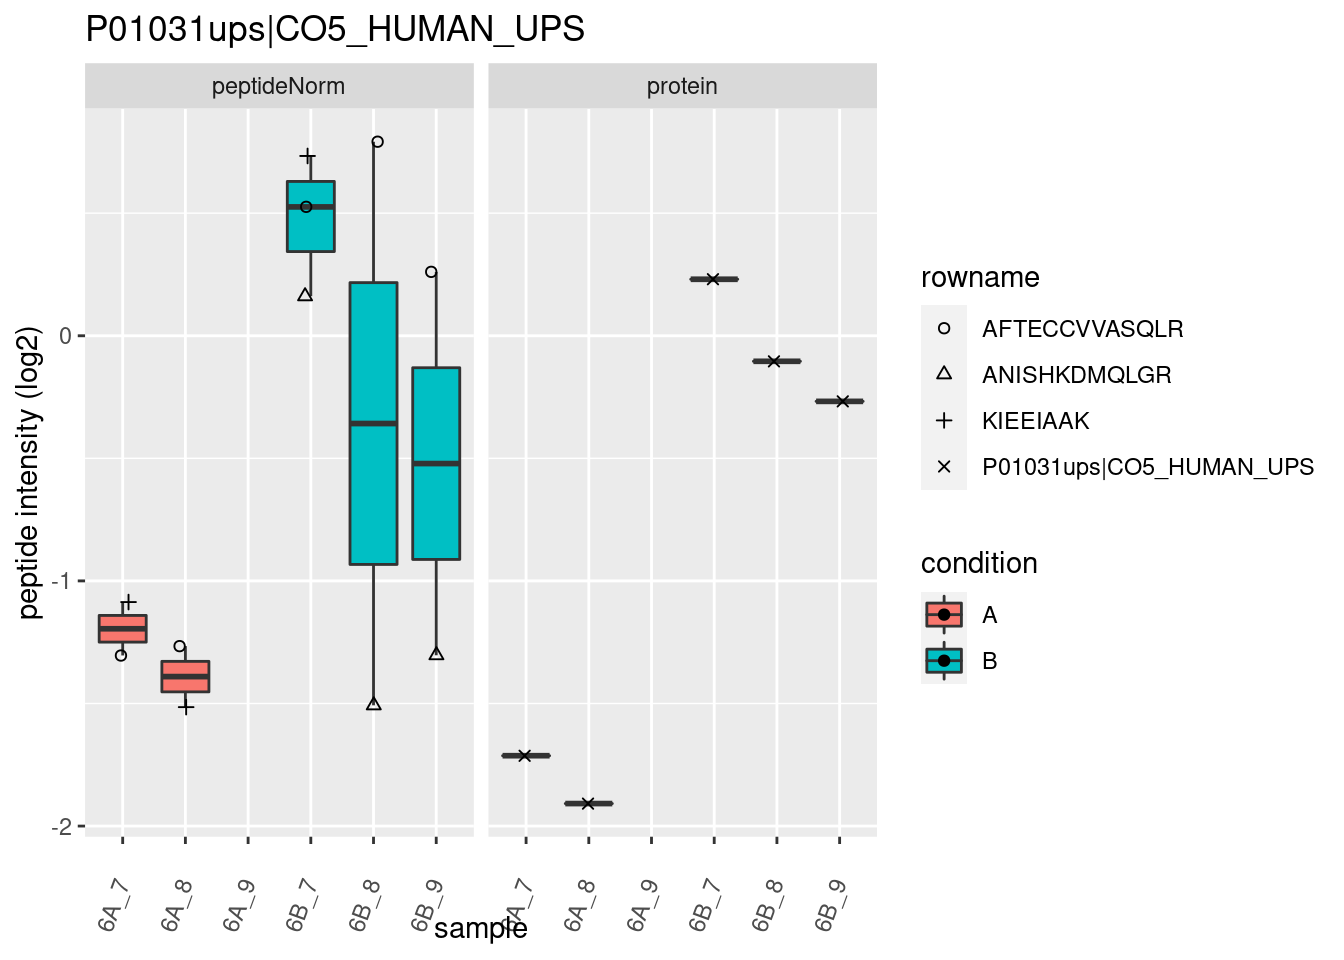 P01031ups|CO5_HUMAN_UPS
peptideNorm
protein
peptide intensity (log2)
0
-1
-2
6A_7
6A_8
6A_9
6B_7
6B_8
6B_9
6A_7
6A_8
6A_9
6B_7
6B_8
6B_9
sample
rowname
AFTECCVVASQLR
ANISHKDMQLGR
KIEEIAAK
P01031ups|CO5_HUMAN_UPS
condition
A
B